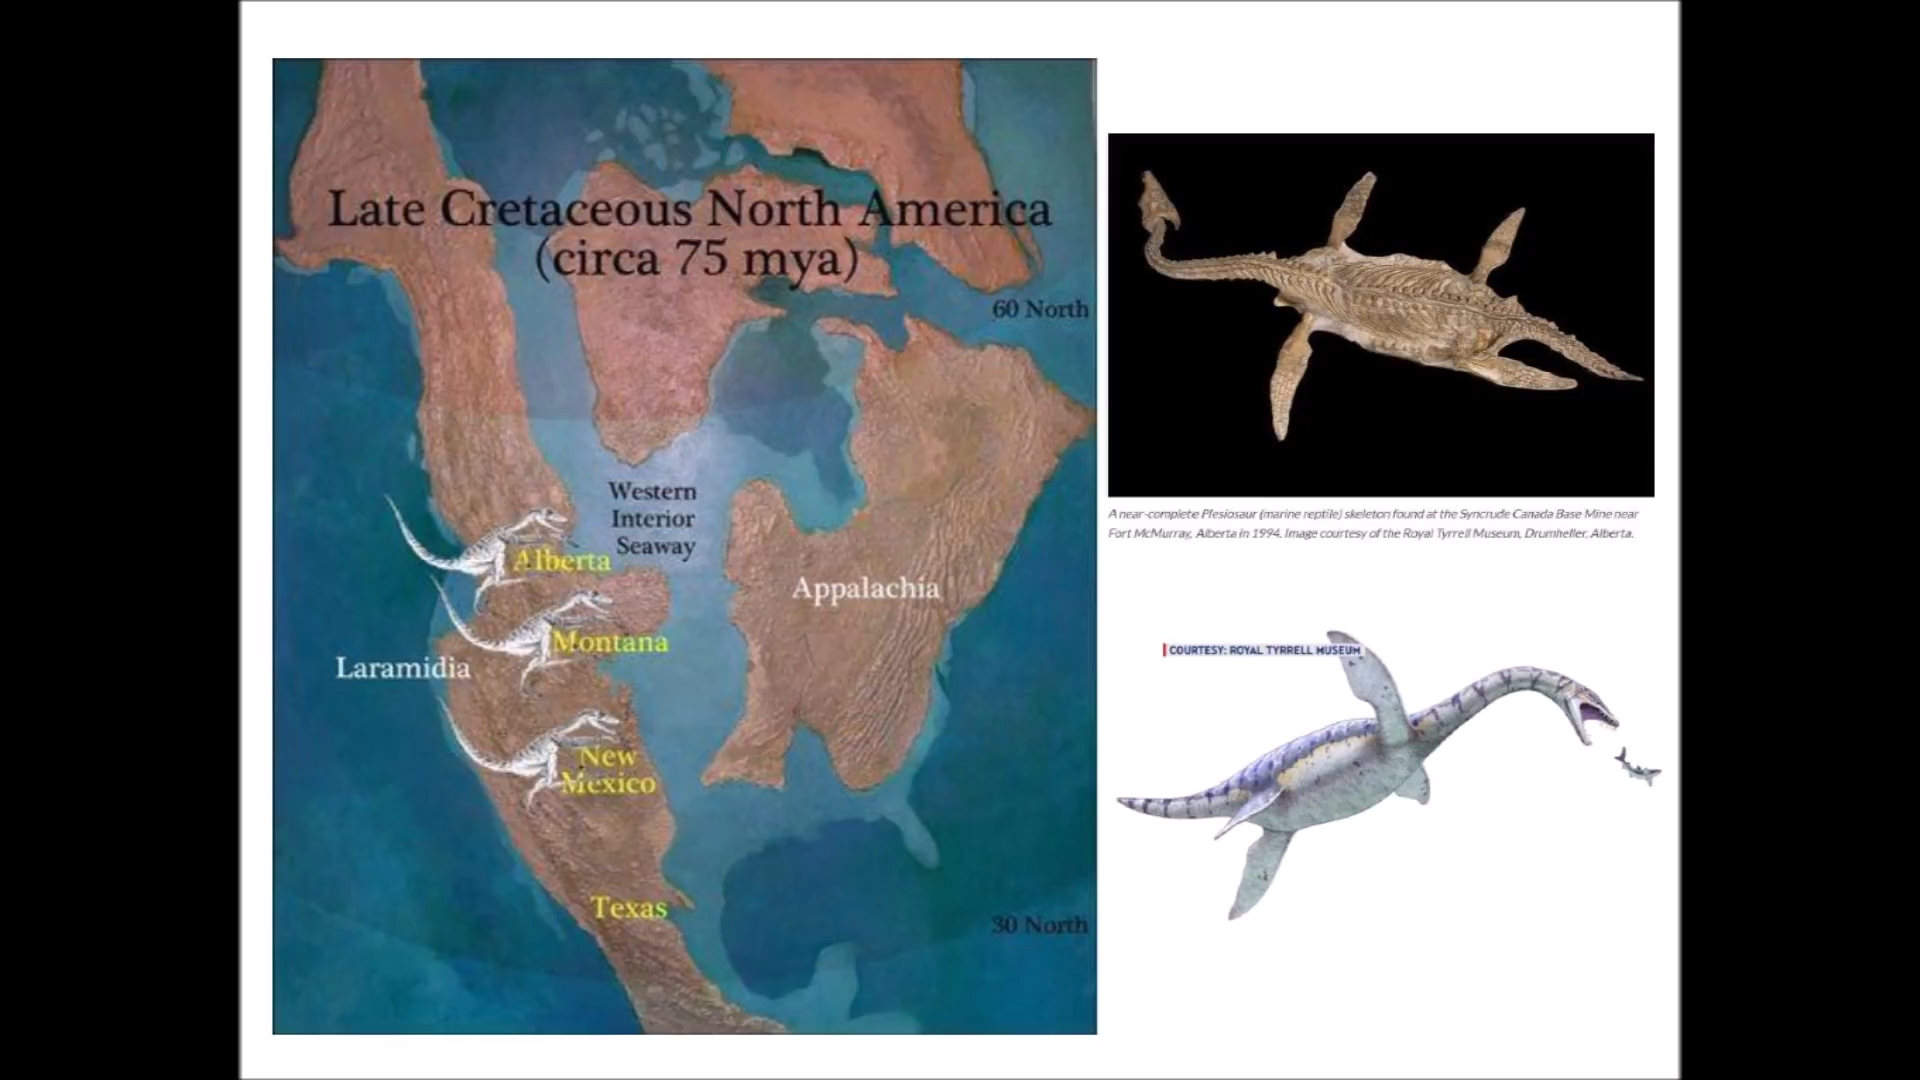 Late Cretaceous North America
(circa 75 mya)
60 North
Western
Interior
Seaway
Alberta
Appalachia
Montana
Laramidia
New
Mexico
Texas
30 North
A near-complete Plesiosaur (marine reptile) skeleton found at the Syncrude Canada Base Mine near
Fort McMurray, Alberta in 1994. Image courtesy of the Royal Tyrrell Museum, Drumheller, Alberta.
COURTESY: ROYAL TYRRELL MUSEUM